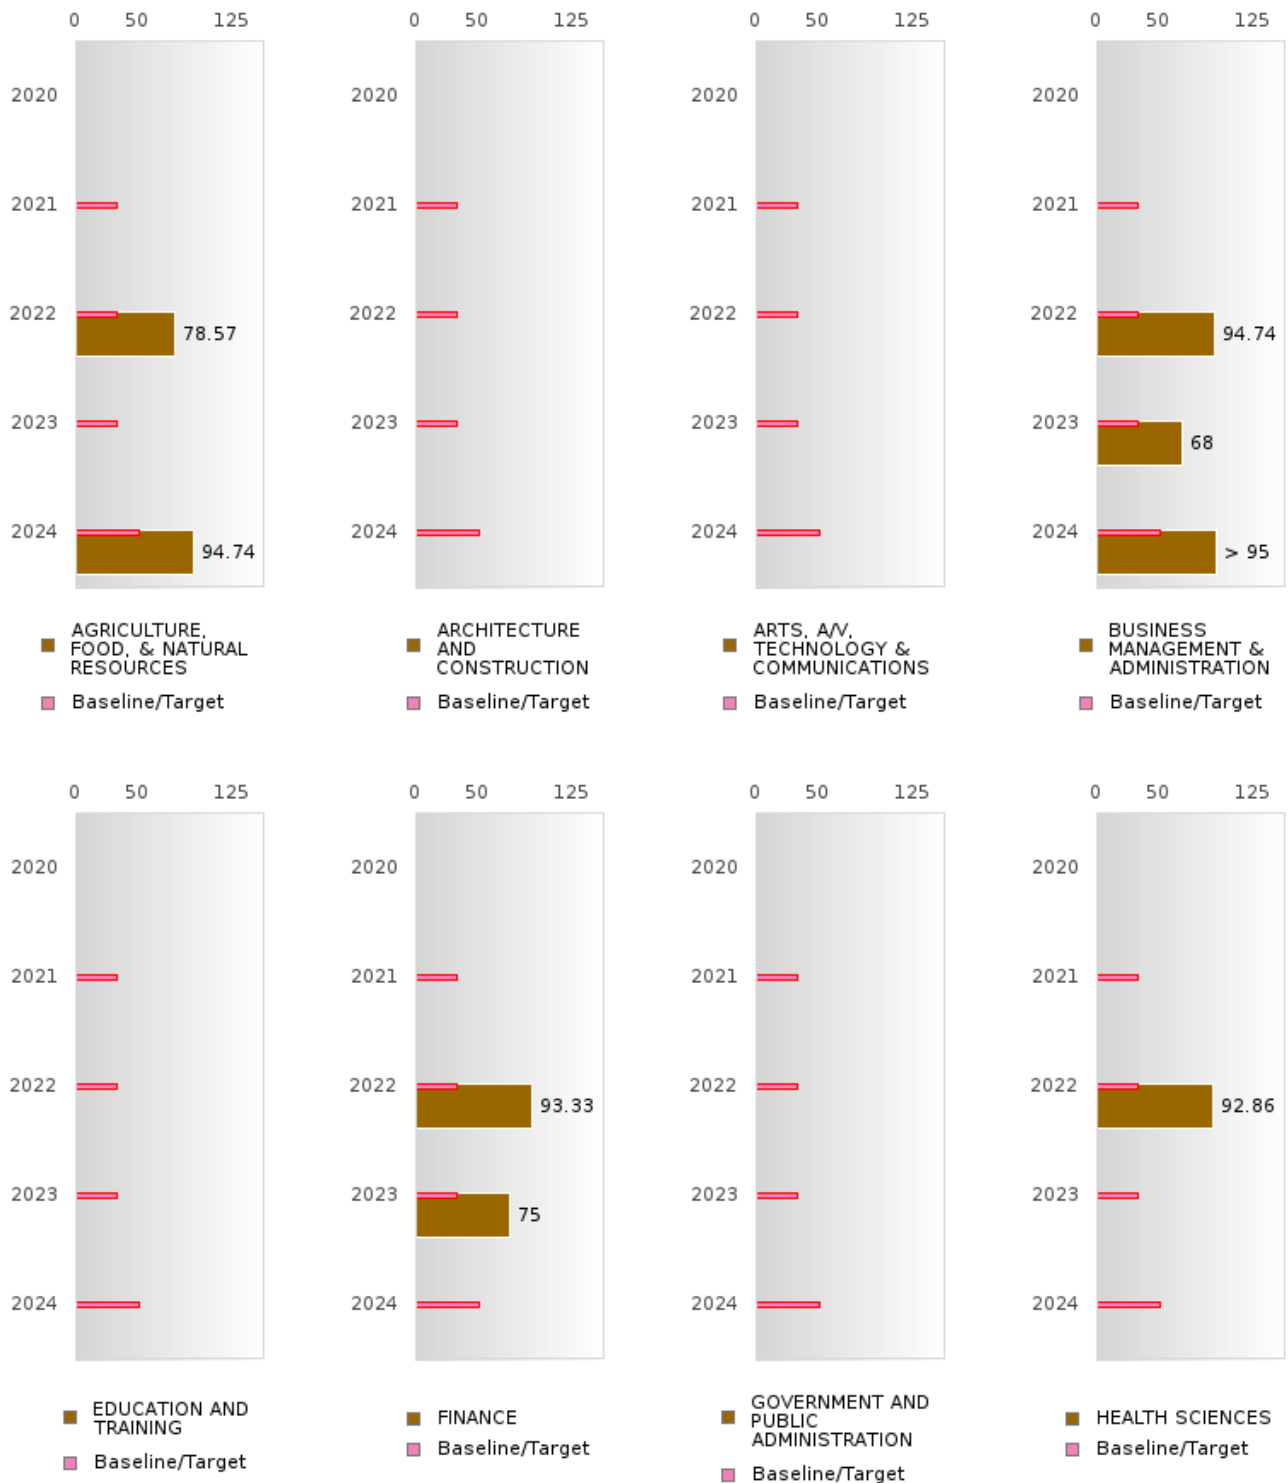 0 50 125 0 50 125 0 50 125 0 50 125
2020 2020 2020 2020
2021 2021 2021 2021
2022 78.57 2022 2022 2022 94.74
2023 2023 2023 2023 68
2024 94.74 2024 2024 2024 > 95
AGRICULTURE,
FOOD, & NATURAL
RESOURCES
Baseline/Target
ARCHITECTURE
AND
CONSTRUCTION
Baseline/Target
ARTS, A/V,
TECHNOLOGY &
COMMUNICATIONS
Baseline/Target
BUSINESS
MANAGEMENT &
ADMINISTRATION
Baseline/Target
0 50 125 0 50 125 0 50 125 0 50 125
2020 2020 2020 2020
2021 2021 2021 2021
2022 2022 93.33 2022 2022 92.86
2023 2023 75 2023 2023
2024 2024 2024 2024
EDUCATION AND
TRAINING
Baseline/Target
FINANCE
Baseline/Target
GOVERNMENT AND
PUBLIC
ADMINISTRATION
Baseline/Target
HEALTH SCIENCES
Baseline/Target